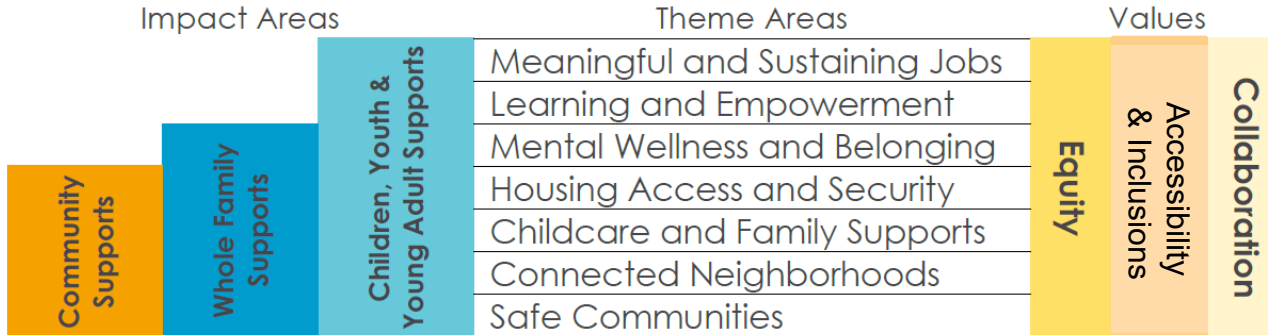 Impact Areas
Theme Areas
Values
Community
Supports
Whole Family
Supports
Children, Youth &
Young Adult Supports
Meaningful and Sustaining Jobs
Learning and Empowerment
Mental Wellness and Belonging
Housing Access and Security
Childcare and Family Supports
Connected Neighborhoods
Safe Communities
Equity
Accessibility
& Inclusions
Collaboration